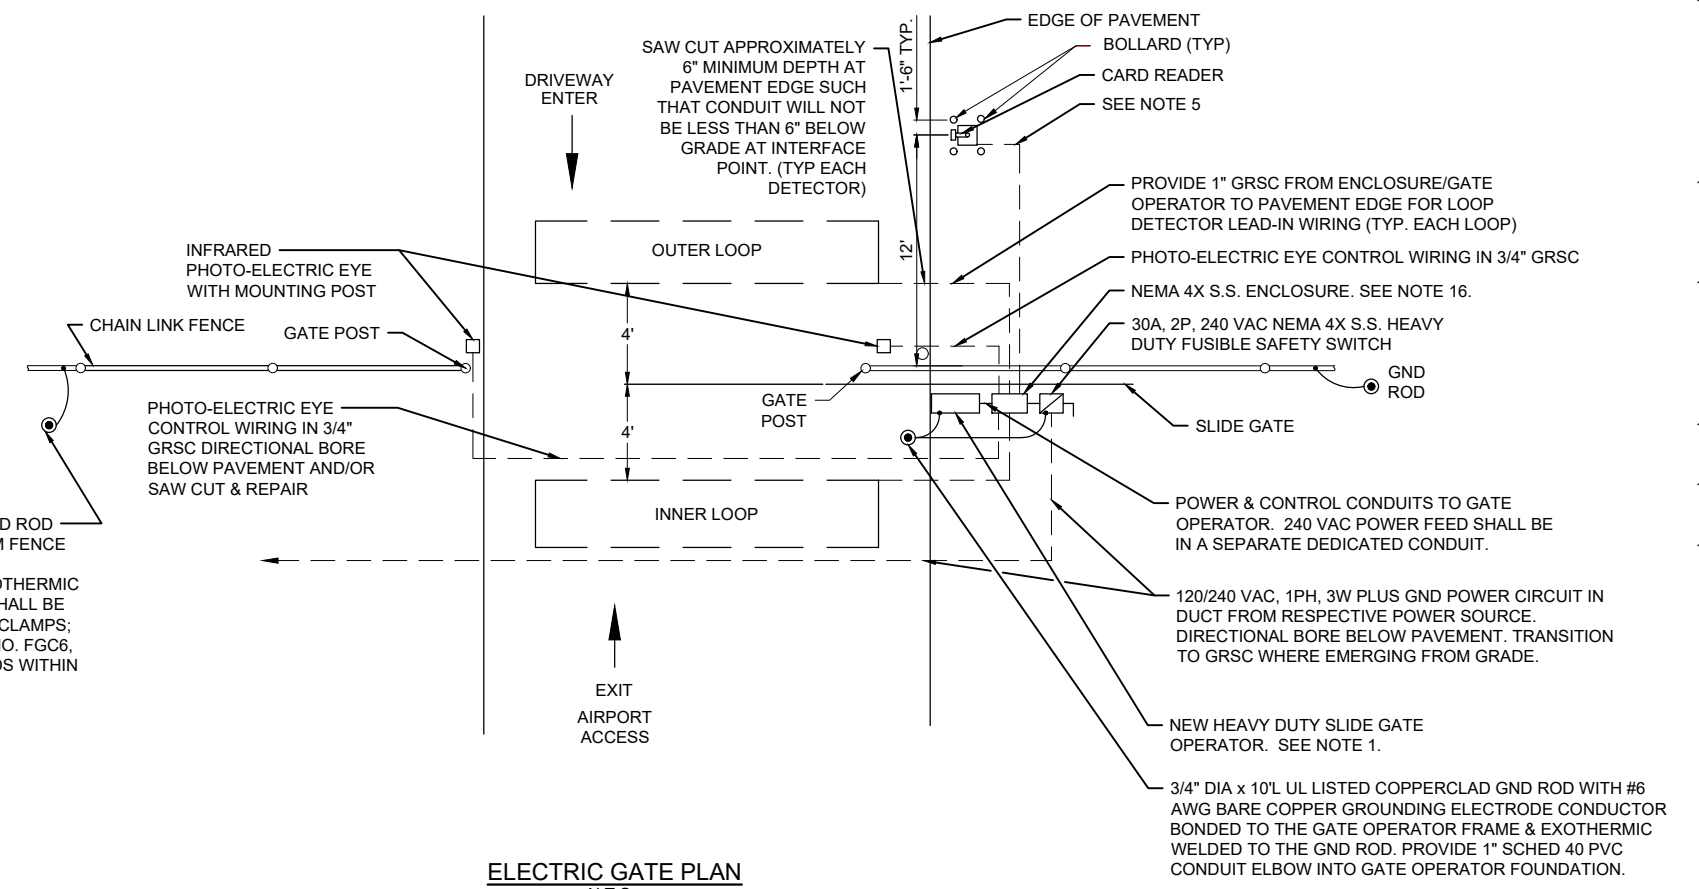 EDGE OF PAVEMENT
BOLLARD (TYP)
CARD READER
SEE NOTE 5
1'-6" TYP.
SAW CUT APPROXIMATELY
6" MINIMUM DEPTH AT
PAVEMENT EDGE SUCH
THAT CONDUIT WILL NOT
BE LESS THAN 6" BELOW
GRADE AT INTERFACE
POINT. (TYP EACH
DETECTOR)
DRIVEWAY
ENTER
PROVIDE 1" GRSC FROM ENCLOSURE/GATE
OPERATOR TO PAVEMENT EDGE FOR LOOP
DETECTOR LEAD-IN WIRING (TYP. EACH LOOP)
12'
OUTER LOOP
INFRARED
PHOTO-ELECTRIC EYE
WITH MOUNTING POST
PHOTO-ELECTRIC EYE CONTROL WIRING IN 3/4" GRSC
NEMA 4X S.S. ENCLOSURE. SEE NOTE 16.
30A, 2P, 240 VAC NEMA 4X S.S. HEAVY
DUTY FUSIBLE SAFETY SWITCH
CHAIN LINK FENCE
GATE POST
4'
GND
ROD
GATE
POST
SLIDE GATE
4'
PHOTO-ELECTRIC EYE
CONTROL WIRING IN 3/4"
GRSC DIRECTIONAL BORE
BELOW PAVEMENT AND/OR
SAW CUT & REPAIR
INNER LOOP
POWER & CONTROL CONDUITS TO GATE
OPERATOR. 240 VAC POWER FEED SHALL BE
IN A SEPARATE DEDICATED CONDUIT.
D ROD
M FENCE
OTHERMIC
SHALL BE
CLAMPS;
NO. FGC6,
DS WITHIN
120/240 VAC, 1PH, 3W PLUS GND POWER CIRCUIT IN
DUCT FROM RESPECTIVE POWER SOURCE.
DIRECTIONAL BORE BELOW PAVEMENT. TRANSITION
TO GRSC WHERE EMERGING FROM GRADE.
EXIT
AIRPORT
ACCESS
NEW HEAVY DUTY SLIDE GATE
OPERATOR. SEE NOTE 1.
3/4" DIA x 10'L UL LISTED COPPERCLAD GND ROD WITH #6
AWG BARE COPPER GROUNDING ELECTRODE CONDUCTOR
BONDED TO THE GATE OPERATOR FRAME & EXOTHERMIC
WELDED TO THE GND ROD. PROVIDE 1" SCHED 40 PVC
CONDUIT ELBOW INTO GATE OPERATOR FOUNDATION.
ELECTRIC GATE PLAN